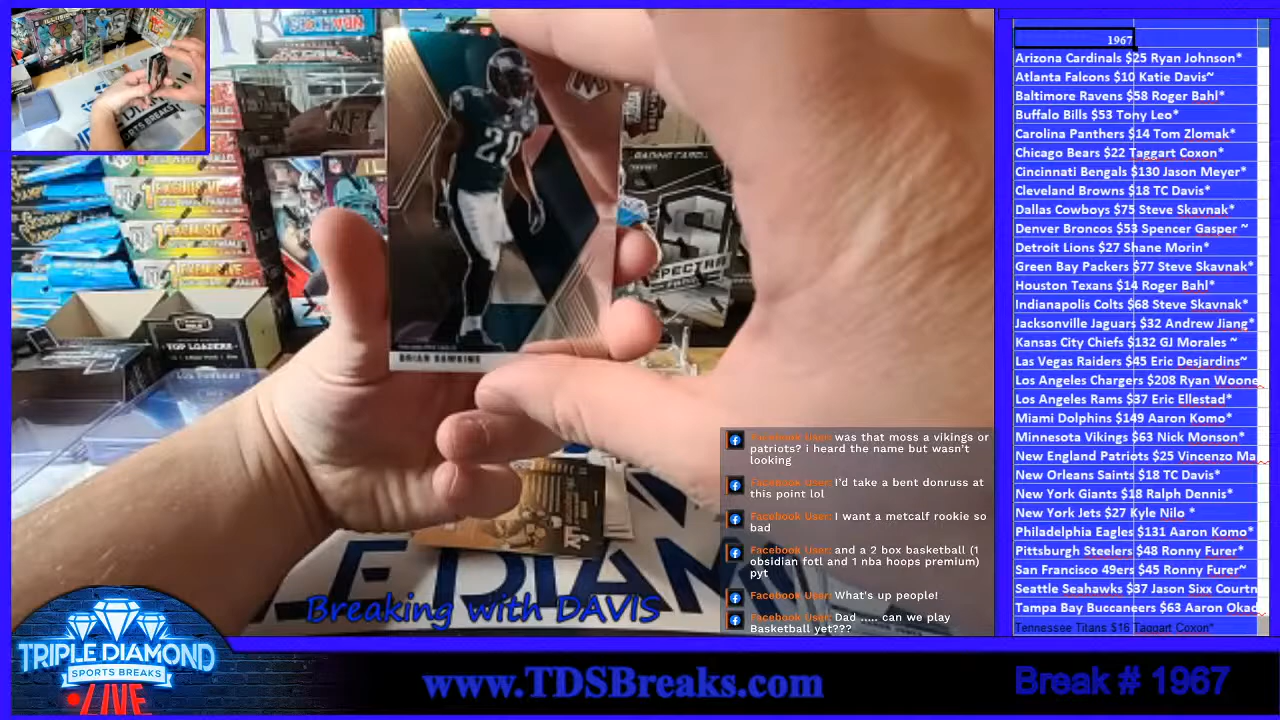 1967
Arizona Cardinals $25 Ryan Johnson*
Atlanta Falcons $10 Katie Davis~
Baltimore Ravens $58 Roger Bahl*
Buffalo Bills $53 Tony Leo*
Carolina Panthers $14 Tom Zlomak*
Chicago Bears $22 Taggart Coxon*
Cincinnati Bengals $130 Jason Meyer*
Cleveland Browns $18 TC Davis*
Dallas Cowboys $75 Steve Skavnak*
Denver Broncos $53 Spencer Gasper ~
Detroit Lions $27 Shane Morin*
Green Bay Packers $77 Steve Skavnak*
Houston Texans $14 Roger Bahl*
Indianapolis Colts $68 Steve Skavnak*
Jacksonville Jaguars $32 Andrew Jiang*
Kansas City Chiefs $132 GJ Morales ~
Las Vegas Raiders $45 Eric Desjardins~
Los Angeles Chargers $208 Ryan Woone
Los Angeles Rams $37 Eric Ellestad*
Miami Dolphins $149 Aaron Komo*
Minnesota Vikings $63 Nick Monson*
New England Patriots $25 Vincenzo Ma
New Orleans Saints $18 TC Davis*
New York Giants $18 Ralph Dennis*
New York Jets $27 Kyle Nilo *
Philadelphia Eagles $131 Aaron Komo*
Pittsburgh Steelers $48 Ronny Furer*
San Francisco 49ers $45 Ronny Furer~
Seattle Seahawks $37 Jason Sixx Courtn
Tampa Bay Buccaneers $63 Aaron Okad
Tennessee Titans $16 Taggart Coxon*
NFL
20
BRIAN DAWKINS
TOP LOADERS
SPECTRA
Facebook User: was that moss a vikings or
patriots? i heard the name but wasn't
looking
Facebook User: I'd take a bent donruss at
this point lol
Facebook User: I want a metcalf rookie so
bad
Facebook User: and a 2 box basketball (1
obsidian fotl and 1 nba hoops premium)
pyt
Facebook User: What's up people!
Facebook User: Dad ..... can we play
Basketball yet???
Breaking with DAVIS
TRIPLE DIAMOND
SPORTS BREAKS
LIVE
www.TDSBreaks.com
Break # 1967